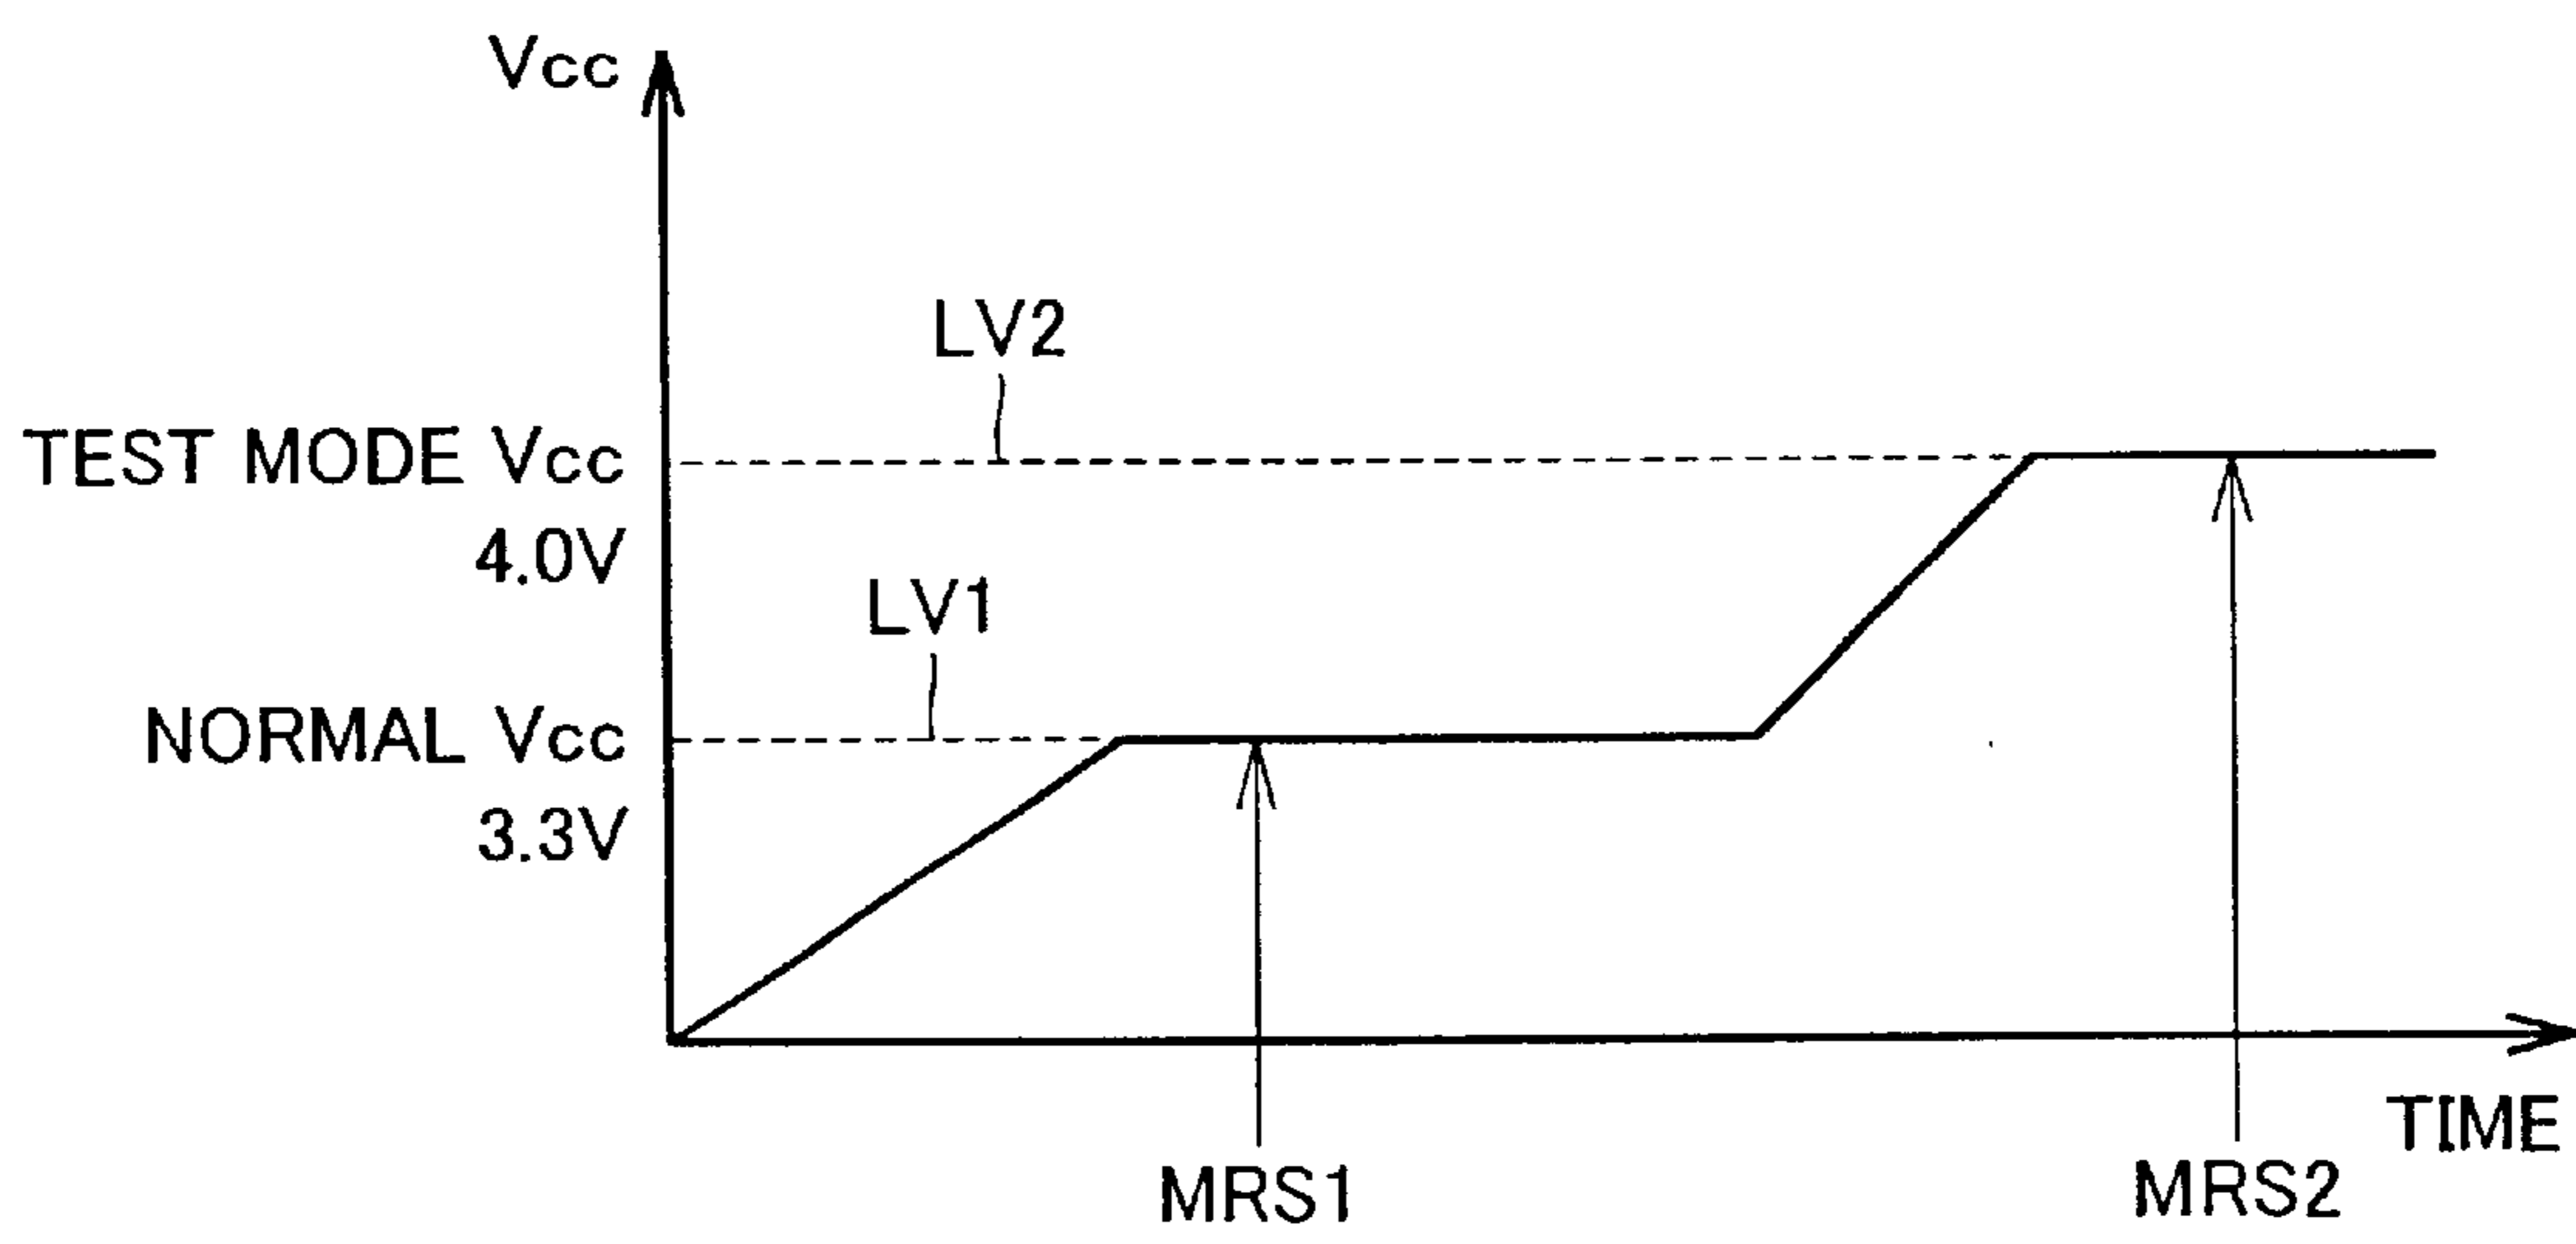 Vcc
LV2
TEST MODE Vcc
4.0V
LV1
NORMAL Vcc
3.3V
TIME
MRS1
MRS2